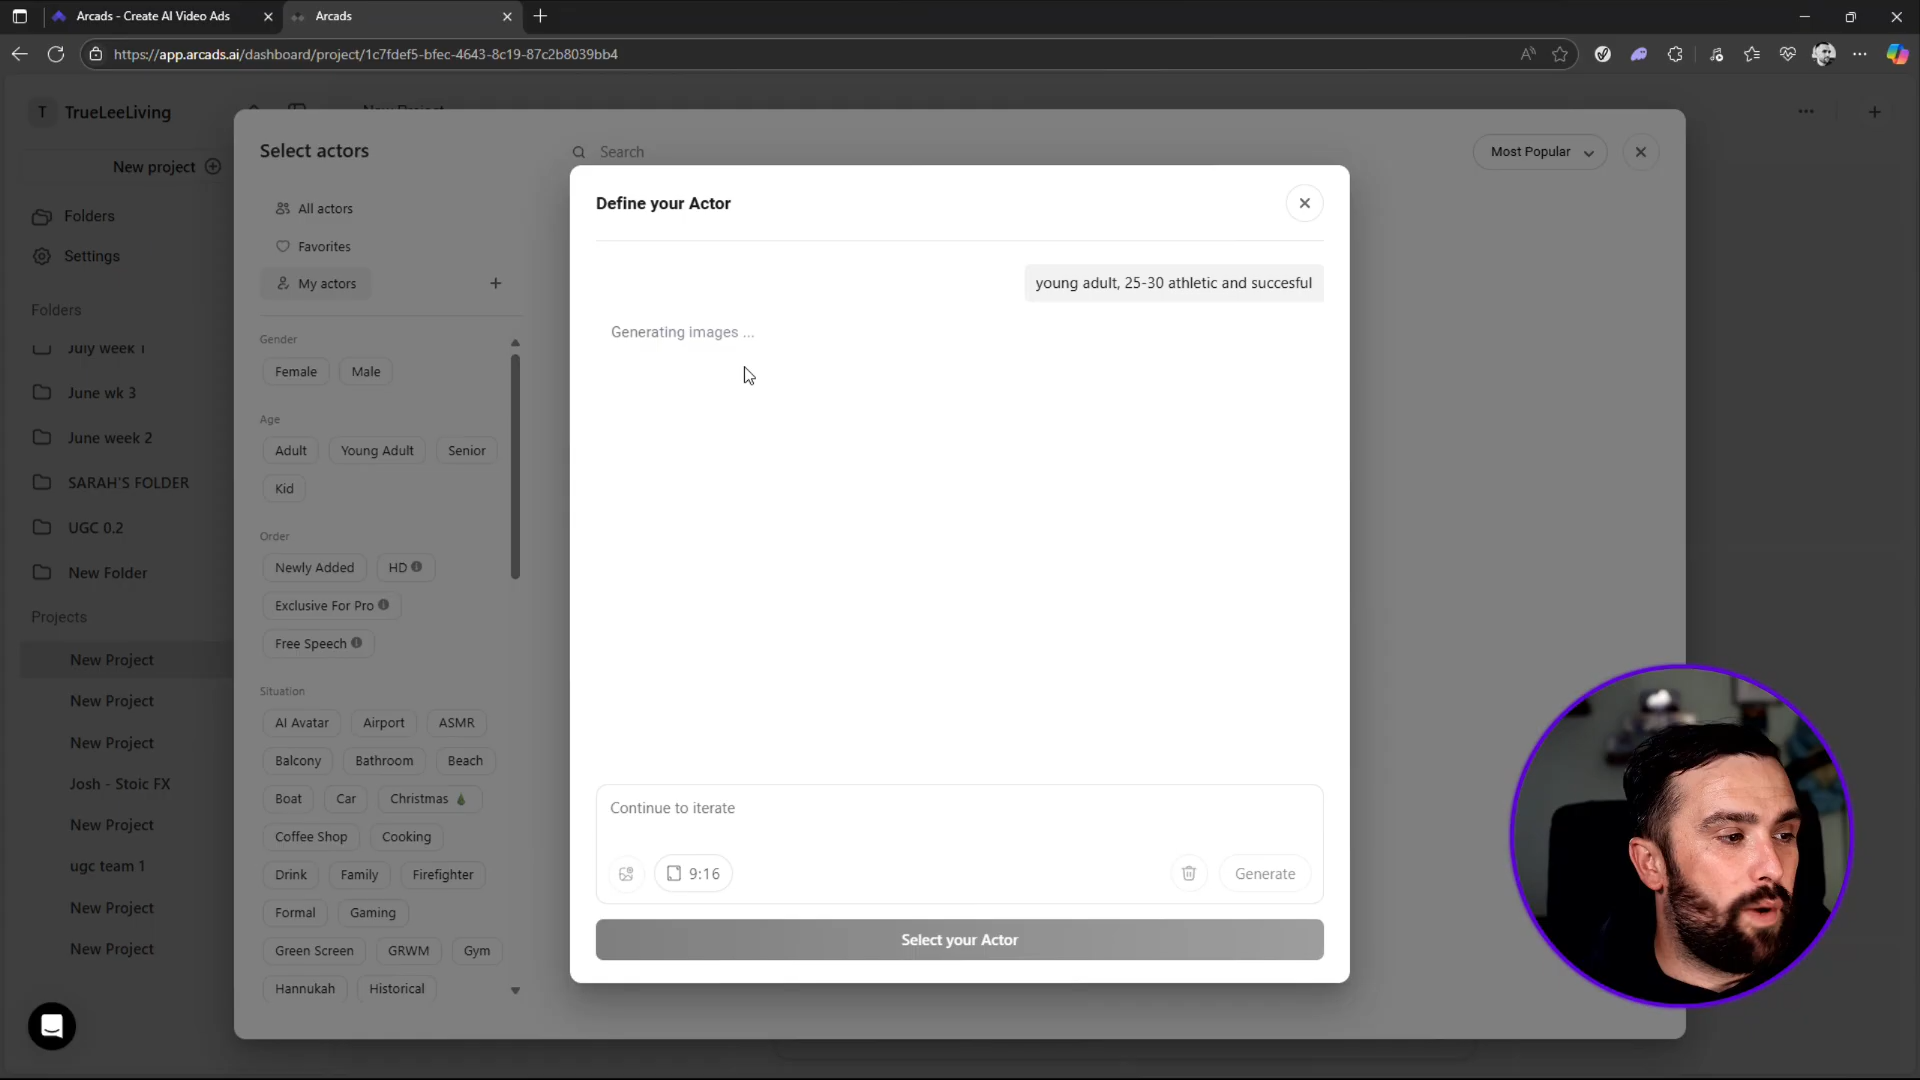 Arcads - Create AI Video Ads
Arcads
https://app.arcads.ai/dashboard/project/1c7fdef5-bfec-4643-8c19-87c2b8039bb4
T TrueLeeLiving
New Project
New project
Folders
Settings
Folders
July week 1
June wk 3
June week 2
SARAH'S FOLDER
UGC 0.2
New Folder
Projects
New Project
New Project
New Project
Josh - Stoic FX
New Project
ugc team 1
New Project
New Project
Select actors
Search
Most Popular
All actors
Favorites
My actors
Gender
Female Male
Age
Adult Young Adult Senior
Kid
Order
Newly Added HD
Exclusive For Pro
Free Speech
Situation
AI Avatar Airport ASMR
Balcony Bathroom Beach
Boat Car Christmas
Coffee Shop Cooking
Drink Family Firefighter
Formal Gaming
Green Screen GRWM Gym
Hannukah Historical
Define your Actor
young adult, 25-30 athletic and succesful
Generating images ...
Continue to iterate
9:16
Generate
Select your Actor